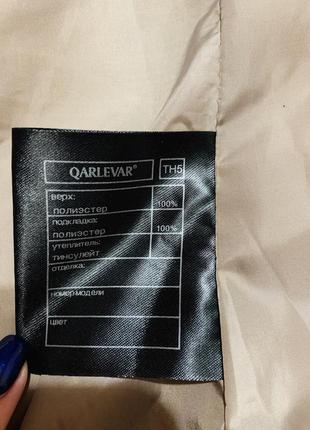 QARLEVAR® TH5
верх:
полиэстер 100%
подкладка:
полиэстер 100%
утеплитель:
тинсулейт
отделка:
номер-модели
цвет